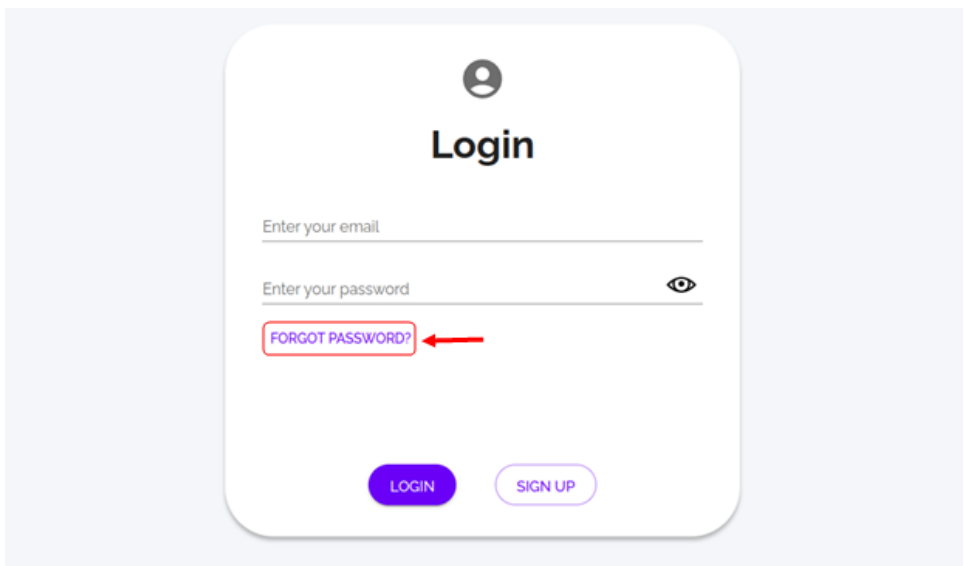 Login
Enter your email
Enter your password
FORGOT PASSWORD?
LOGIN
SIGN UP